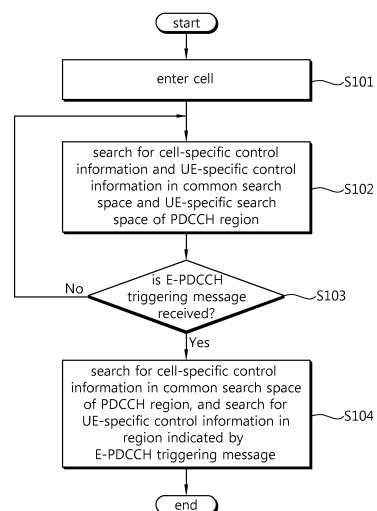 start
enter cell
S101
search for cell-specific control
information and UE-specific control
information in common search
space and UE-specific search
space of PDCCH region
S102
is E-PDCCH
triggering message
received?
S103
No
Yes
search for cell-specific control
information in common search space
of PDCCH region, and search for
UE-specific control information in
region indicated by
E-PDCCH triggering message
S104
end